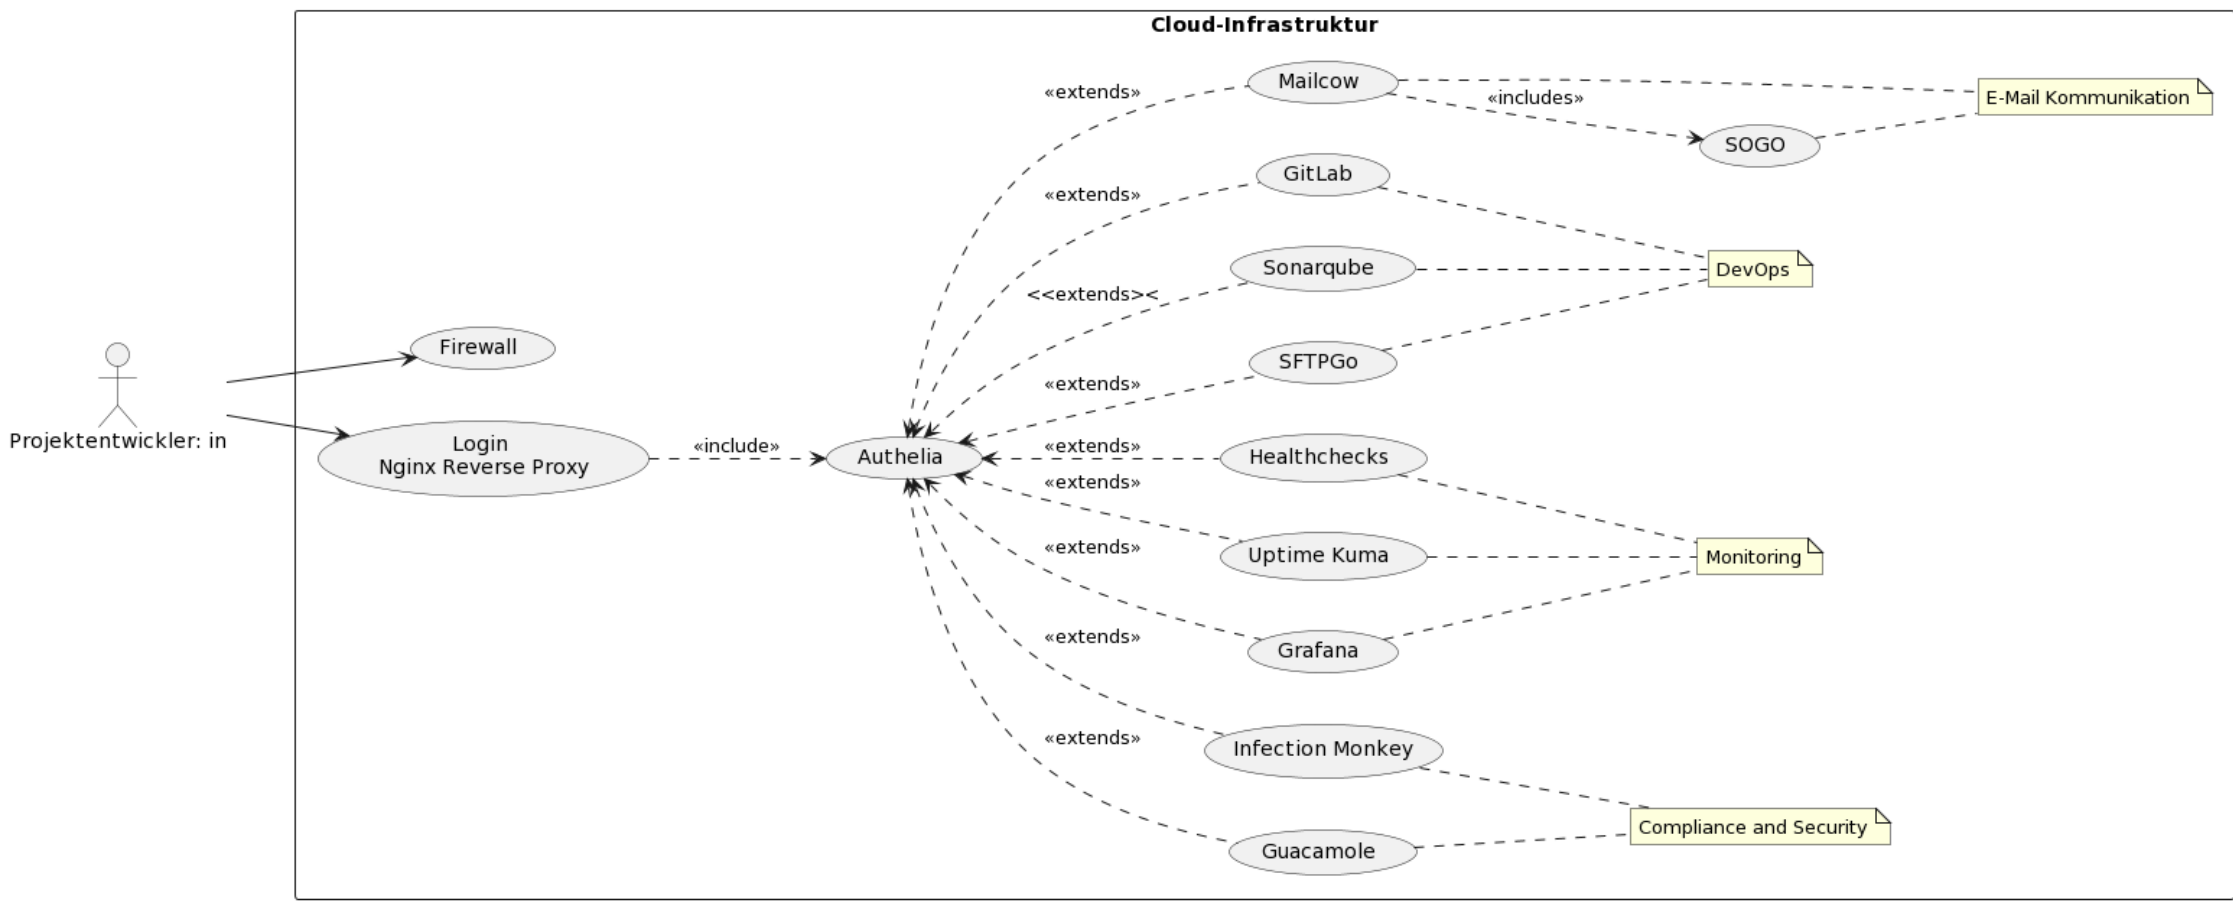 Cloud-Infrastruktur
Mailcow
«extends»
E-Mail Kommunikation
«includes»
SOGO
GitLab
«extends»
Sonarqube
DevOps
<<extends><
Firewall
SFTPGo
«extends»
Projektentwickler: in
Login
Nginx Reverse Proxy
«include»
Authelia
«extends»
Healthchecks
«extends»
Uptime Kuma
Monitoring
«extends»
Grafana
«extends»
Infection Monkey
«extends»
Compliance and Security
Guacamole